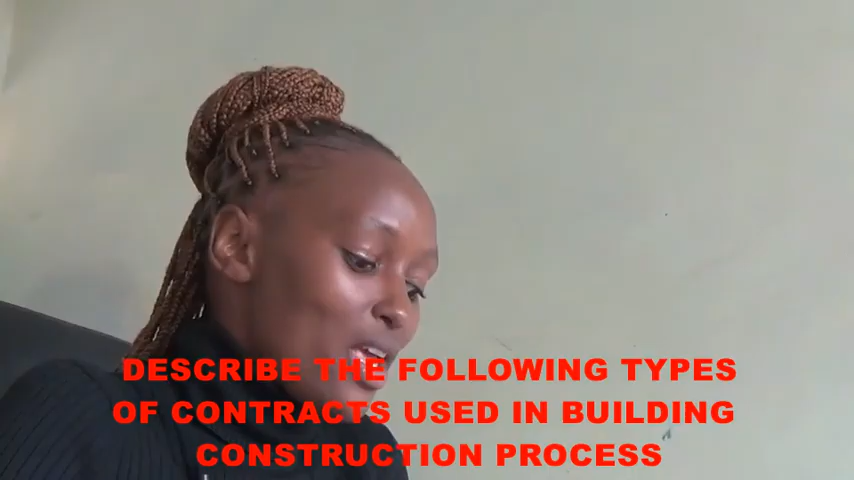 DESCRIBE THE FOLLOWING TYPES
OF CONTRACTS USED IN BUILDING
CONSTRUCTION PROCESS